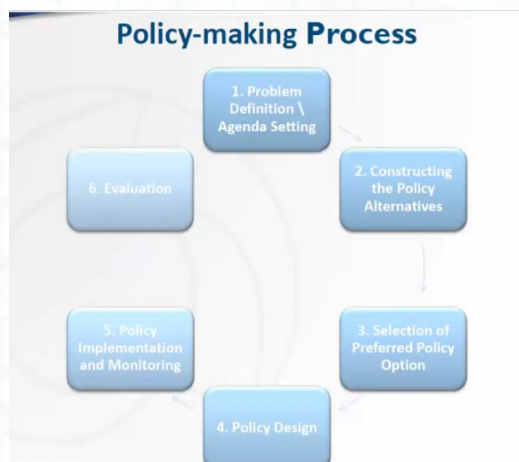 Policy-making Process
1. Problem
Definition \
Agenda Setting
2. Constructing
the Policy
Alternatives
3. Selection of
Preferred Policy
Option
4. Policy Design
5. Policy
Implementation
and Monitoring
6. Evaluation